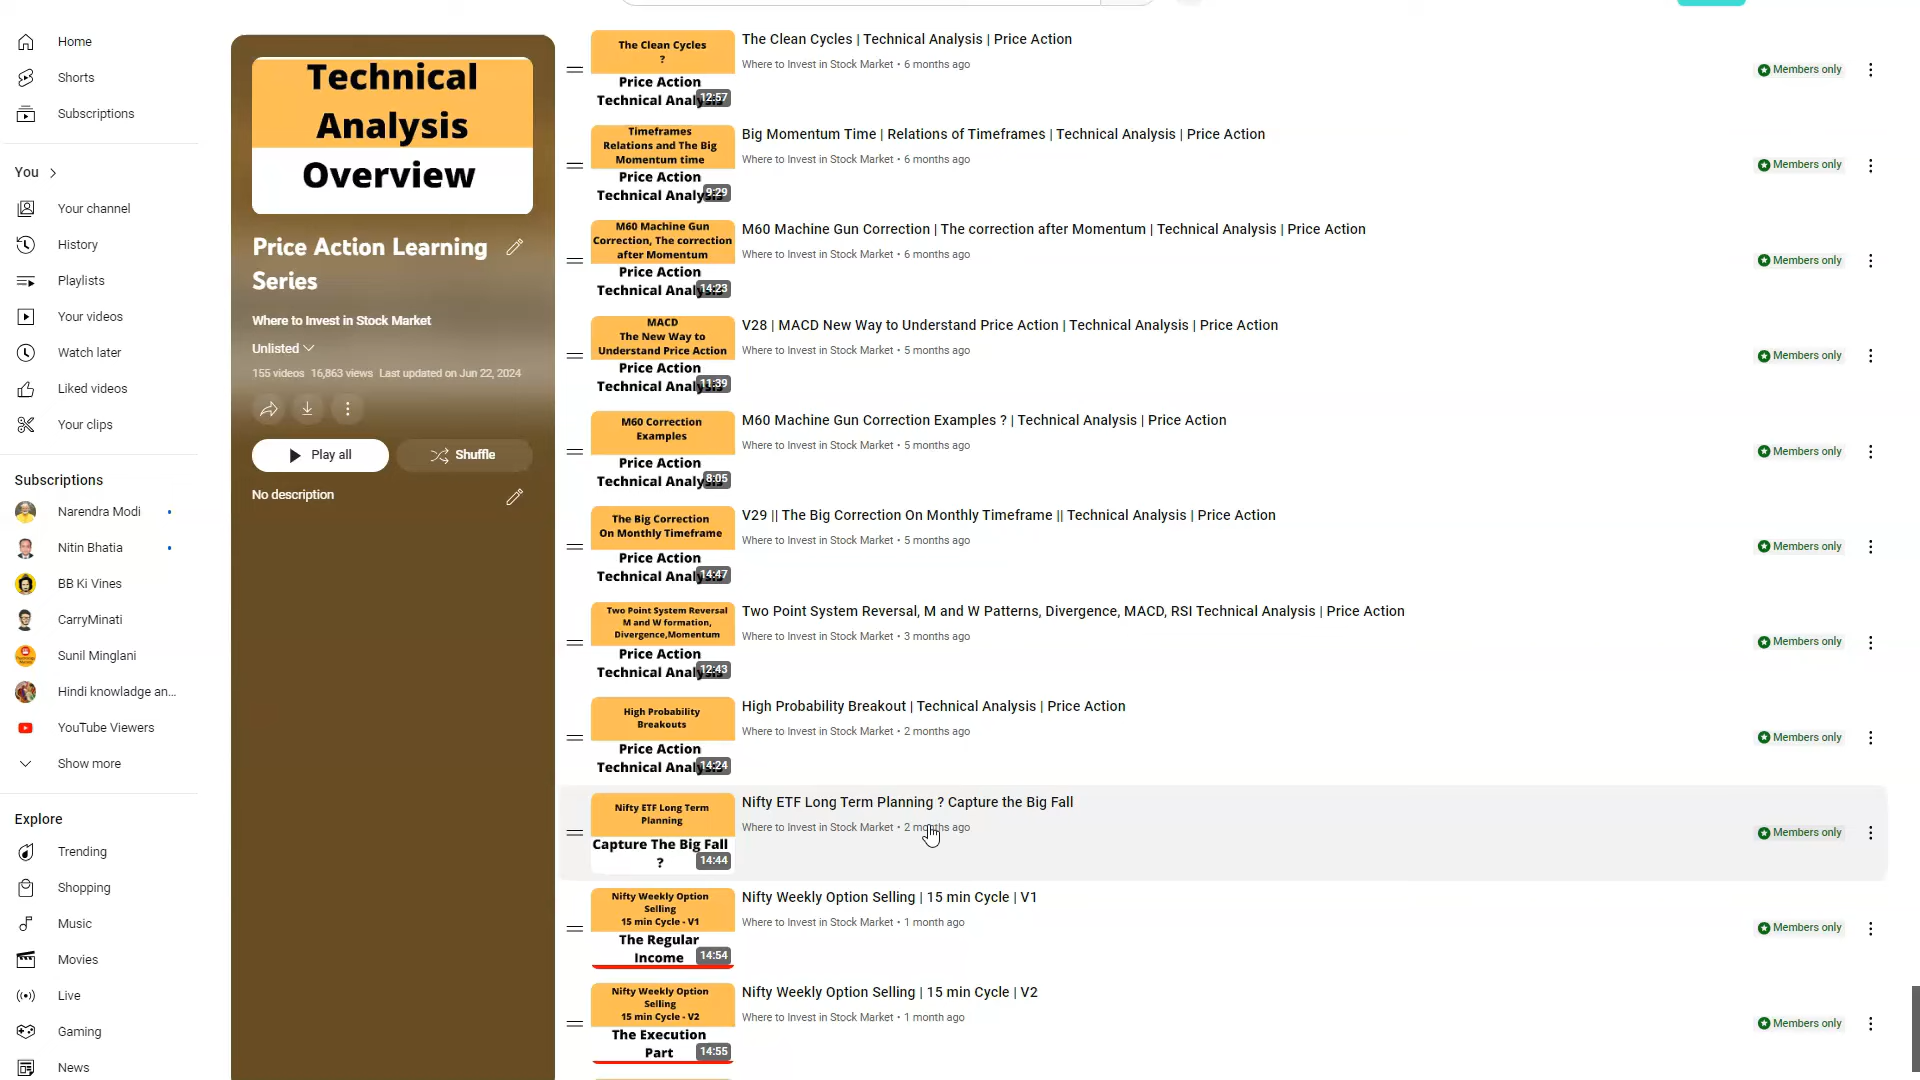 Home
Shorts
Subscriptions
You
Your channel
History
Playlists
Your videos
Watch later
Liked videos
Your clips
Subscriptions
Narendra Modi
Nitin Bhatia
BB Ki Vines
CarryMinati
Sunil Minglani
Hindi knowladge an...
YouTube Viewers
Show more
Explore
Trending
Shopping
Music
Movies
Live
Gaming
News
Technical
Analysis
Overview
Price Action Learning
Series
Where to Invest in Stock Market
Unlisted
155 videos 16,863 views Last updated on Jun 22, 2024
Play all
Shuffle
No description
The Clean Cycles
?
Price Action
Technical Analysis
12:57
The Clean Cycles | Technical Analysis | Price Action
Where to Invest in Stock Market • 6 months ago
Members only
Timeframes
Relations and The Big
Momentum time
Price Action
Technical Analysis
9:29
Big Momentum Time | Relations of Timeframes | Technical Analysis | Price Action
Where to Invest in Stock Market • 6 months ago
Members only
M60 Machine Gun
Correction, The correction
after Momentum
Price Action
Technical Analysis
14:23
M60 Machine Gun Correction | The correction after Momentum | Technical Analysis | Price Action
Where to Invest in Stock Market • 6 months ago
Members only
MACD
The New Way to
Understand Price Action
Price Action
Technical Analysis
11:39
V28 | MACD New Way to Understand Price Action | Technical Analysis | Price Action
Where to Invest in Stock Market • 5 months ago
Members only
M60 Correction
Examples
Price Action
Technical Analysis
8:05
M60 Machine Gun Correction Examples ? | Technical Analysis | Price Action
Where to Invest in Stock Market • 5 months ago
Members only
The Big Correction
On Monthly Timeframe
Price Action
Technical Analysis
14:47
V29 || The Big Correction On Monthly Timeframe || Technical Analysis | Price Action
Where to Invest in Stock Market • 5 months ago
Members only
Two Point System Reversal
M and W formation,
Divergence,Momentum
Price Action
Technical Analysis
12:43
Two Point System Reversal, M and W Patterns, Divergence, MACD, RSI Technical Analysis | Price Action
Where to Invest in Stock Market • 3 months ago
Members only
High Probability
Breakouts
Price Action
Technical Analysis
14:24
High Probability Breakout | Technical Analysis | Price Action
Where to Invest in Stock Market • 2 months ago
Members only
Nifty ETF Long Term
Planning
Capture The Big Fall
?
14:44
Nifty ETF Long Term Planning ? Capture the Big Fall
Where to Invest in Stock Market • 2 months ago
Members only
Nifty Weekly Option
Selling
15 min Cycle - V1
The Regular
Income
14:54
Nifty Weekly Option Selling | 15 min Cycle | V1
Where to Invest in Stock Market • 1 month ago
Members only
Nifty Weekly Option
Selling
15 min Cycle - V2
The Execution
Part
14:55
Nifty Weekly Option Selling | 15 min Cycle | V2
Where to Invest in Stock Market • 1 month ago
Members only